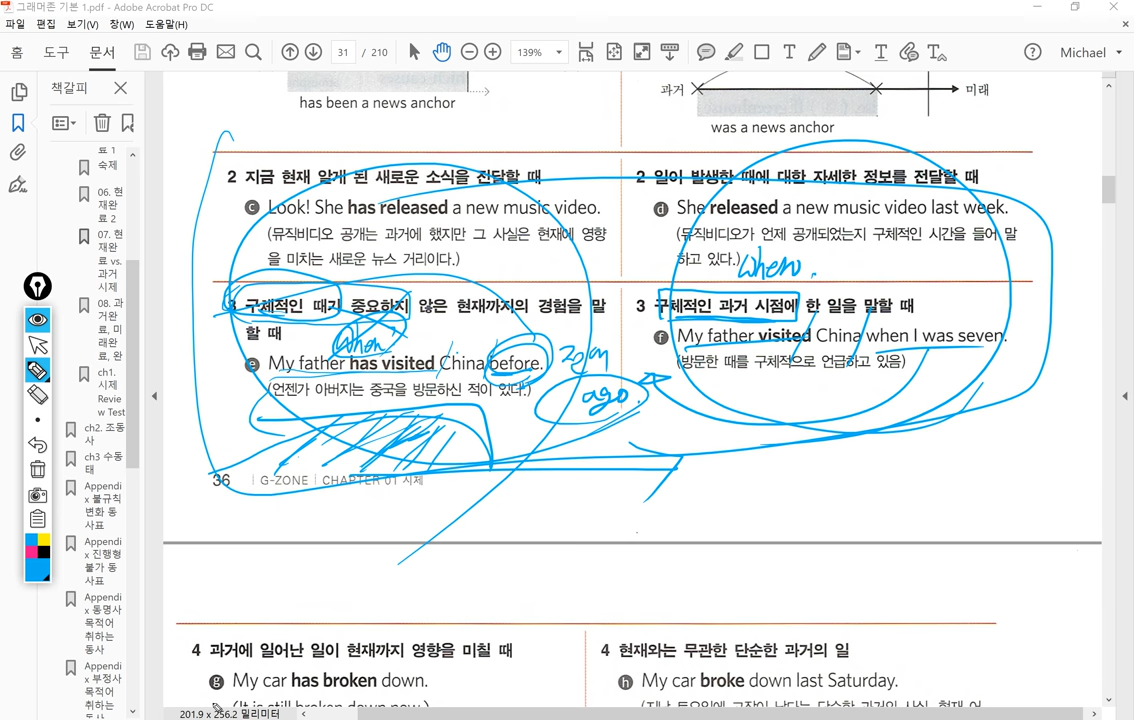 그래머존 기본 1.pdf - Adobe Acrobat Pro DC
파일 편집 보기(V) 창(W) 도움말(H)
홈 도구 문서 31 / 210 139% Michael
책갈피
료 1
숙제
06. 현
재완
료 2
07. 현
재완
료 vs.
과거
시제
08. 과
거완
료, 미
래완
료, 완
ch1.
시제
Revie
w Test
ch2. 조동
사
ch3 수동
태
Appendi
x 불규칙
변화 동
사표
Appendi
x 진행형
불가 동
사표
Appendi
x 동명사
목적어
취하는
동사
Appendi
x 부정사
목적어
취하는
동사
has been a news anchor
과거 미래
was a news anchor
2 지금 현재 알게 된 새로운 소식을 전달할 때
c Look! She has released a new music video.
(뮤직비디오 공개는 과거에 했지만 그 사실은 현재에 영향
을 미치는 새로운 뉴스 거리이다.)
2 일이 발생한 때에 대한 자세한 정보를 전달할 때
d She released a new music video last week.
(뮤직비디오가 언제 공개되었는지 구체적인 시간을 들어 말
하고 있다.)
when
3 구체적인 때가 중요하지 않은 현재까지의 경험을 말
할 때
when
e My father has visited China before.
(언젠가 아버지는 중국을 방문하신 적이 있다.)
ago
3 구체적인 과거 시점에 한 일을 말할 때
f My father visited China when I was seven.
(방문한 때를 구체적으로 언급하고 있음)
36 G-ZONE CHAPTER 01 시제
4 과거에 일어난 일이 현재까지 영향을 미칠 때
g My car has broken down.
(It is still broken down now.)
4 현재와는 무관한 단순한 과거의 일
h My car broke down last Saturday.
201.9 x 256.2 밀리미터